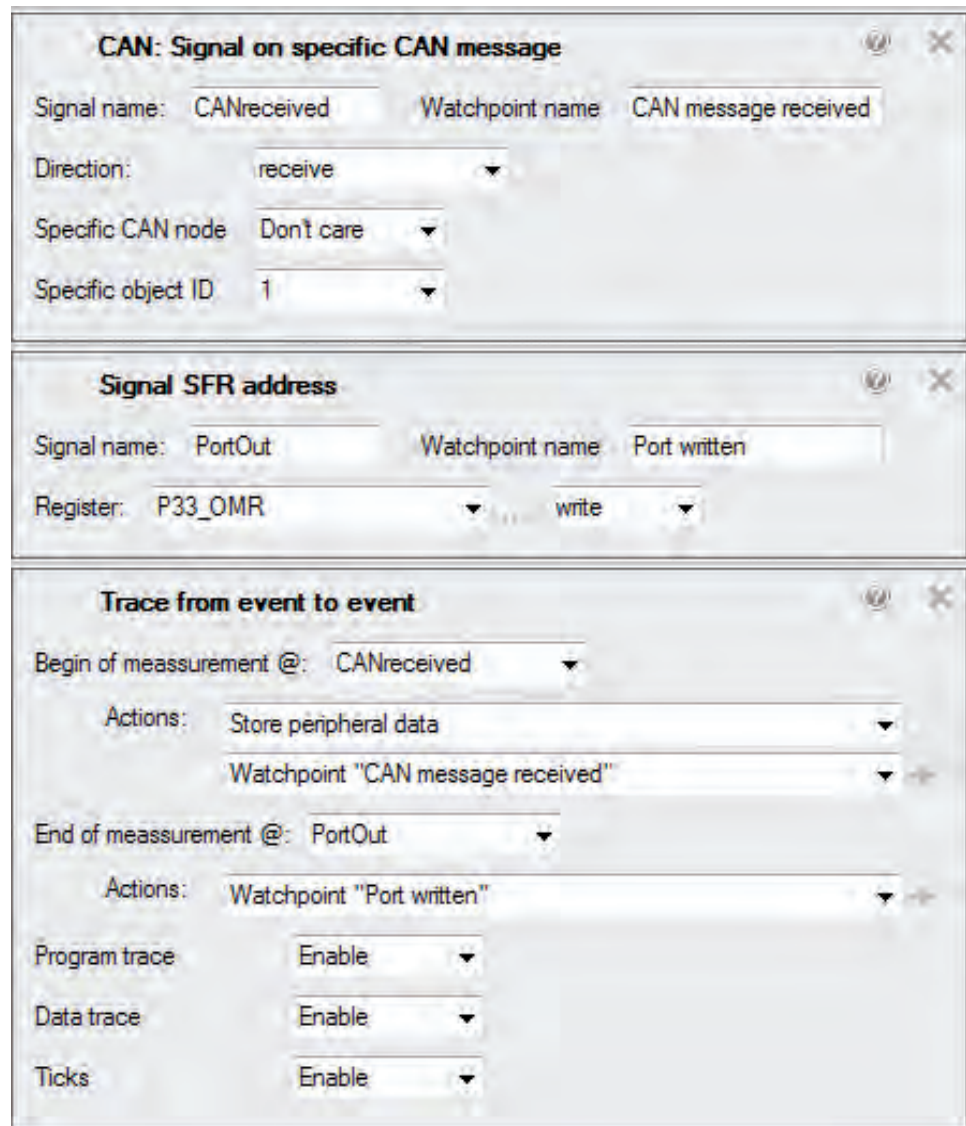 CAN: Signal on specific CAN message
Signal name: CANreceived Watchpoint name CAN message received
Direction: receive
Specific CAN node Don't care
Specific object ID 1
Signal SFR address
Signal name: PortOut Watchpoint name Port written
Register: P33_OMR ... write
Trace from event to event
Begin of meassurement @: CANreceived
Actions: Store peripheral data
Watchpoint "CAN message received"
End of meassurement @: PortOut
Actions: Watchpoint "Port written"
Program trace Enable
Data trace Enable
Ticks Enable